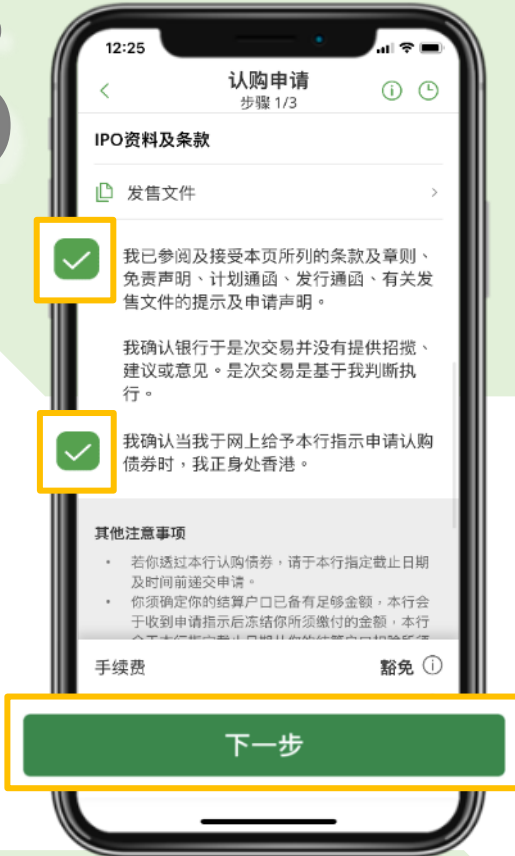 12:25
认购申请
步骤 1/3
IPO资料及条款
发售文件
我已参阅及接受本页所列的条款及章则、
免责声明、计划通函、发行通函、有关发
售文件的提示及申请声明。
我确认银行于是次交易并没有提供招揽、
建议或意见。是次交易是基于我判断执
行。
我确认当我于网上给予本行指示申请认购
债券时，我正身处香港。
其他注意事项
• 若你透过本行认购债券，请于本行指定截止日期
及时间前递交申请。
• 你须确定你的结算户口已备有足够金额，本行会
于收到申请指示后冻结你所须缴付的金额，本行
手续费
豁免
下一步